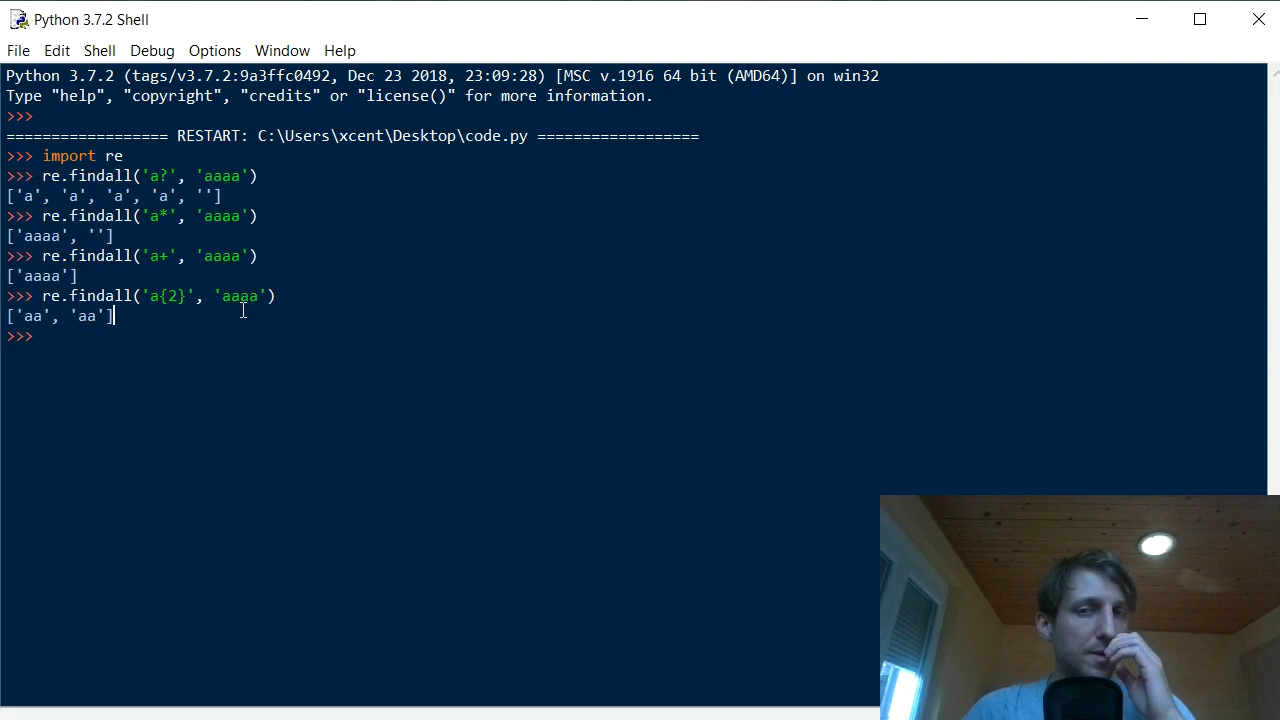 Python 3.7.2 Shell
File Edit Shell Debug Options Window Help
Python 3.7.2 (tags/v3.7.2:9a3ffc0492, Dec 23 2018, 23:09:28) [MSC v.1916 64 bit (AMD64)] on win32
Type "help", "copyright", "credits" or "license()" for more information.
>>>
================== RESTART: C:\Users\xcent\Desktop\code.py ==================
>>> import re
>>> re.findall('a?', 'aaaa')
['a', 'a', 'a', 'a', '']
>>> re.findall('a*', 'aaaa')
['aaaa', '']
>>> re.findall('a+', 'aaaa')
['aaaa']
>>> re.findall('a{2}', 'aaaa')
['aa', 'aa']
>>>